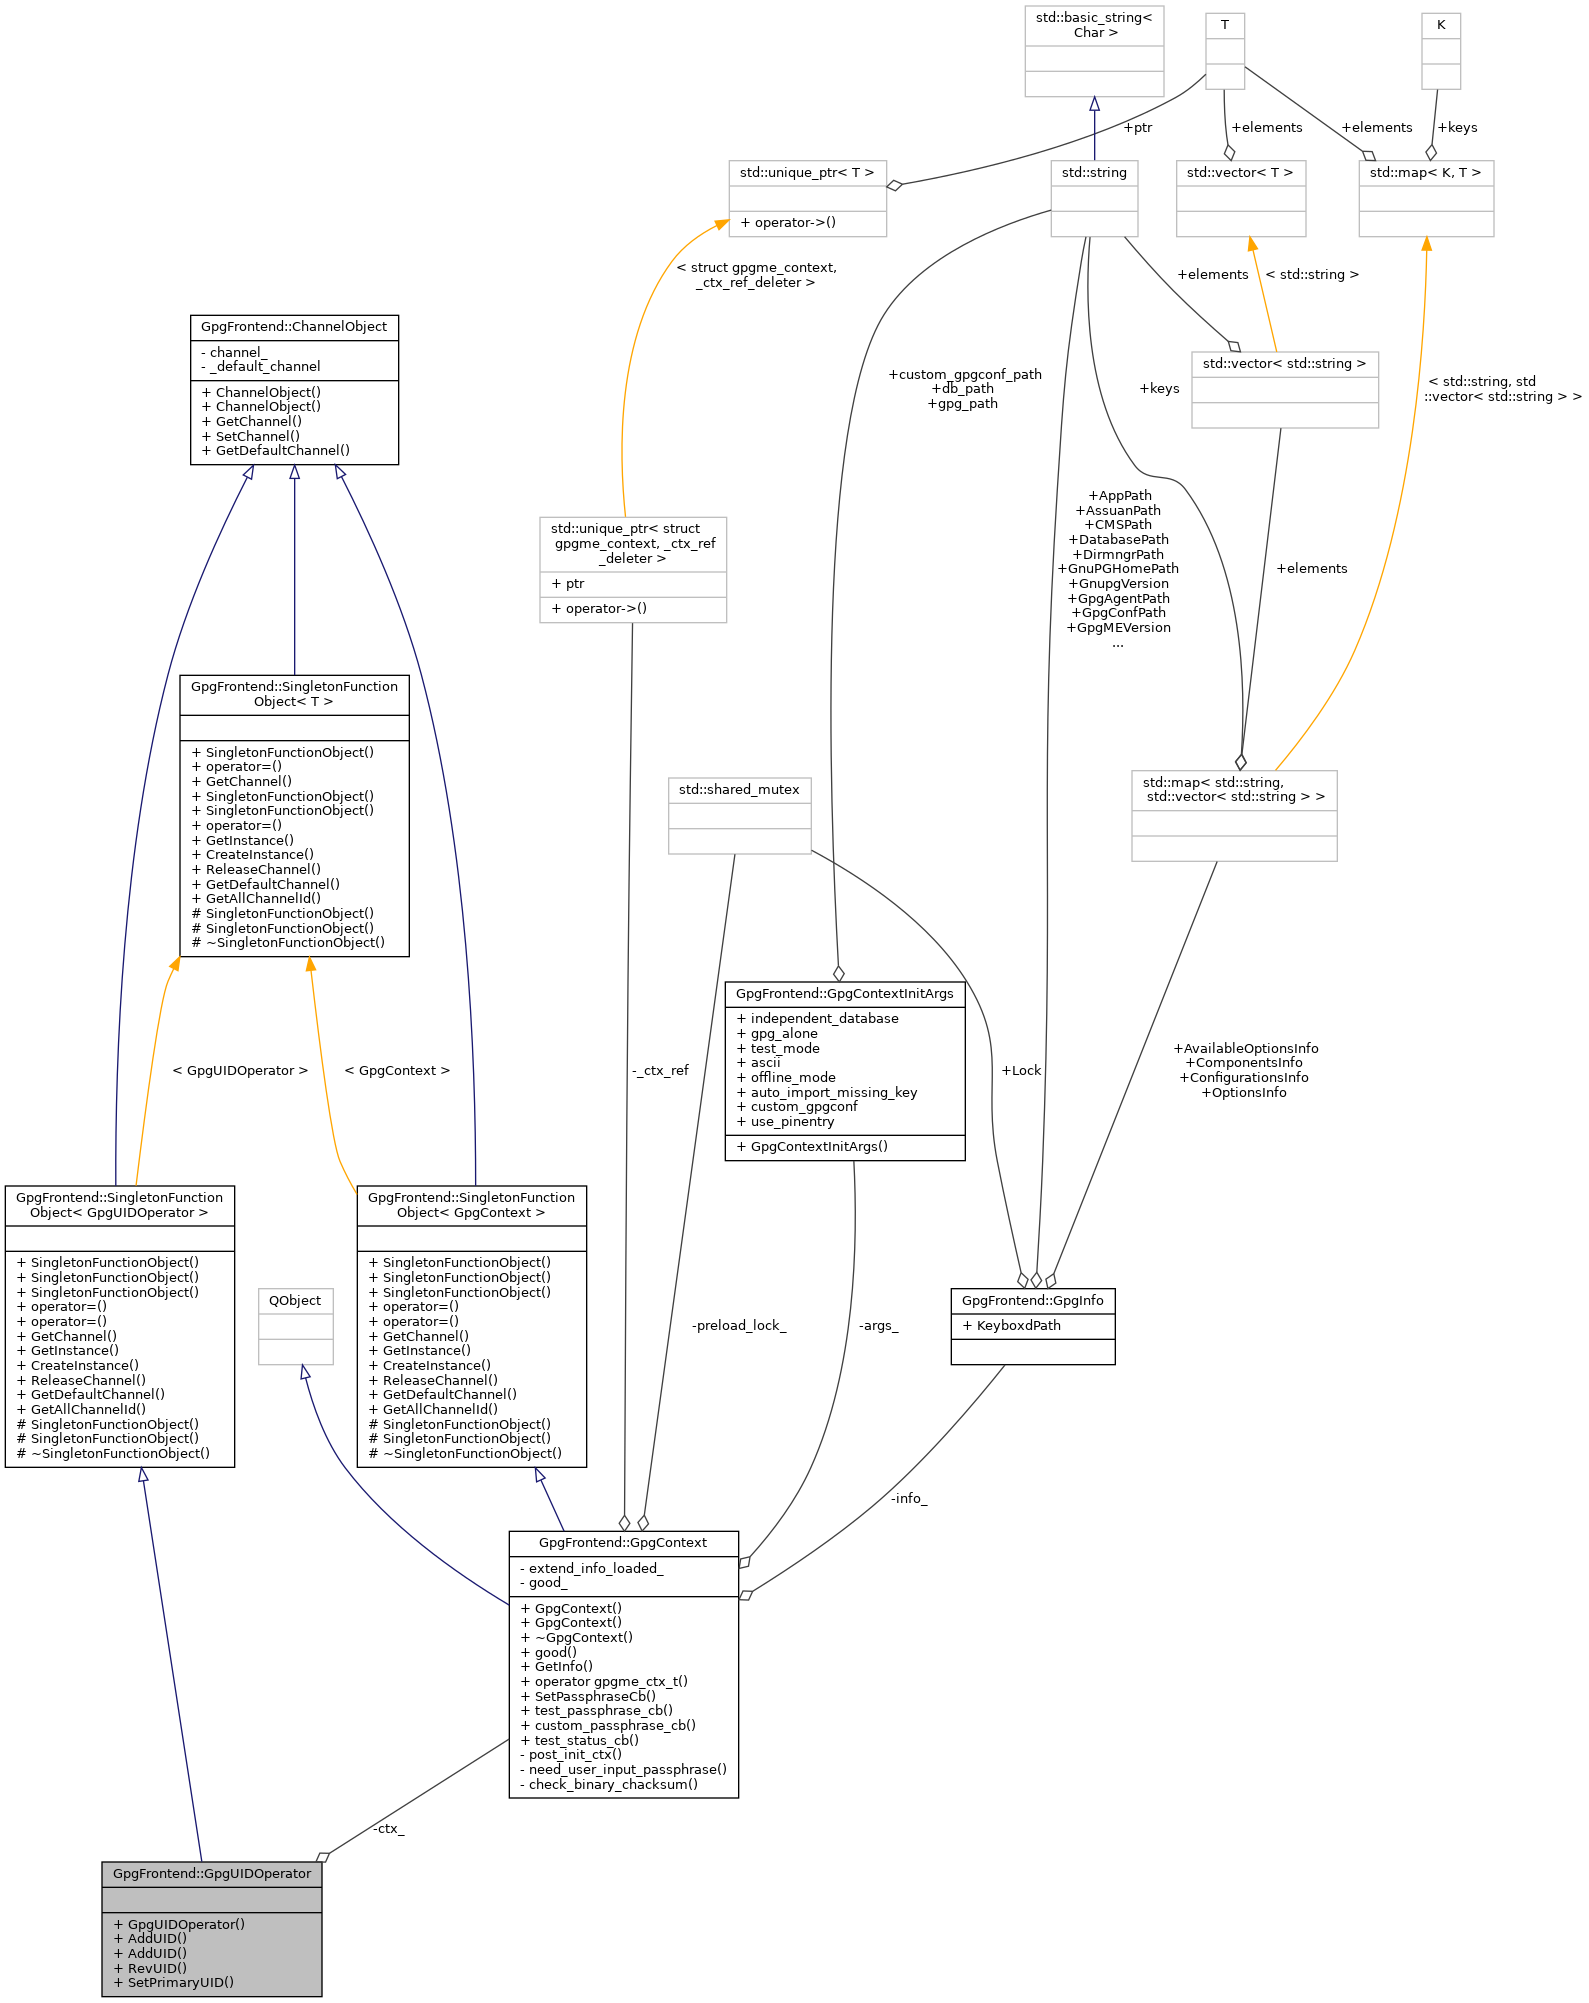 std::basic_string<
Char >
T
K
+ptr
+elements
+elements
+keys
std::unique_ptr< T >
+ operator->()
std::string
std::vector< T >
std::map< K, T >
< struct gpgme_context,
_ctx_ref_deleter >
+elements
< std::string >
GpgFrontend::ChannelObject
- channel_
- _default_channel
+ ChannelObject()
+ ChannelObject()
+ GetChannel()
+ SetChannel()
+ GetDefaultChannel()
+custom_gpgconf_path
+db_path
+gpg_path
+keys
std::vector< std::string >
< std::string, std
::vector< std::string > >
std::unique_ptr< struct
gpgme_context, _ctx_ref
_deleter >
+ ptr
+ operator->()
+AppPath
+AssuanPath
+CMSPath
+DatabasePath
+DirmngrPath
+GnuPGHomePath
+GnupgVersion
+GpgAgentPath
+GpgConfPath
+GpgMEVersion
...
+elements
GpgFrontend::SingletonFunction
Object< T >
+ SingletonFunctionObject()
+ operator=()
+ GetChannel()
+ SingletonFunctionObject()
+ SingletonFunctionObject()
+ operator=()
+ GetInstance()
+ CreateInstance()
+ ReleaseChannel()
+ GetDefaultChannel()
+ GetAllChannelId()
# SingletonFunctionObject()
# SingletonFunctionObject()
# ~SingletonFunctionObject()
std::shared_mutex
std::map< std::string,
std::vector< std::string > >
GpgFrontend::GpgContextInitArgs
+ independent_database
+ gpg_alone
+ test_mode
+ ascii
+ offline_mode
+ auto_import_missing_key
+ custom_gpgconf
+ use_pinentry
+ GpgContextInitArgs()
< GpgUIDOperator >
< GpgContext >
-_ctx_ref
+Lock
+AvailableOptionsInfo
+ComponentsInfo
+ConfigurationsInfo
+OptionsInfo
GpgFrontend::SingletonFunction
Object< GpgUIDOperator >
+ SingletonFunctionObject()
+ SingletonFunctionObject()
+ SingletonFunctionObject()
+ operator=()
+ operator=()
+ GetChannel()
+ GetInstance()
+ CreateInstance()
+ ReleaseChannel()
+ GetDefaultChannel()
+ GetAllChannelId()
# SingletonFunctionObject()
# SingletonFunctionObject()
# ~SingletonFunctionObject()
QObject
GpgFrontend::SingletonFunction
Object< GpgContext >
+ SingletonFunctionObject()
+ SingletonFunctionObject()
+ SingletonFunctionObject()
+ operator=()
+ operator=()
+ GetChannel()
+ GetInstance()
+ CreateInstance()
+ ReleaseChannel()
+ GetDefaultChannel()
+ GetAllChannelId()
# SingletonFunctionObject()
# SingletonFunctionObject()
# ~SingletonFunctionObject()
-preload_lock_
-args_
GpgFrontend::GpgInfo
+ KeyboxdPath
-info_
GpgFrontend::GpgContext
- extend_info_loaded_
- good_
+ GpgContext()
+ GpgContext()
+ ~GpgContext()
+ good()
+ GetInfo()
+ operator gpgme_ctx_t()
+ SetPassphraseCb()
+ test_passphrase_cb()
+ custom_passphrase_cb()
+ test_status_cb()
- post_init_ctx()
- need_user_input_passphrase()
- check_binary_chacksum()
-ctx_
GpgFrontend::GpgUIDOperator
+ GpgUIDOperator()
+ AddUID()
+ AddUID()
+ RevUID()
+ SetPrimaryUID()